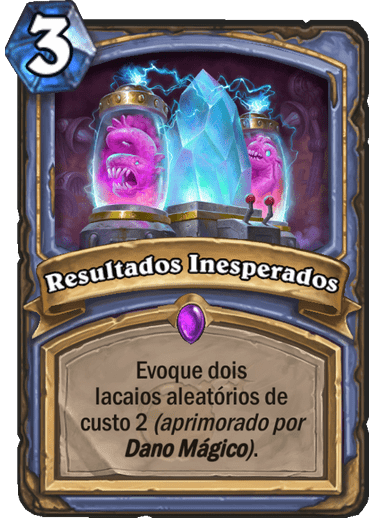 3
Resultados Inesperados
Evoque dois
lacaios aleatórios de
custo 2 (aprimorado por
Dano Mágico).